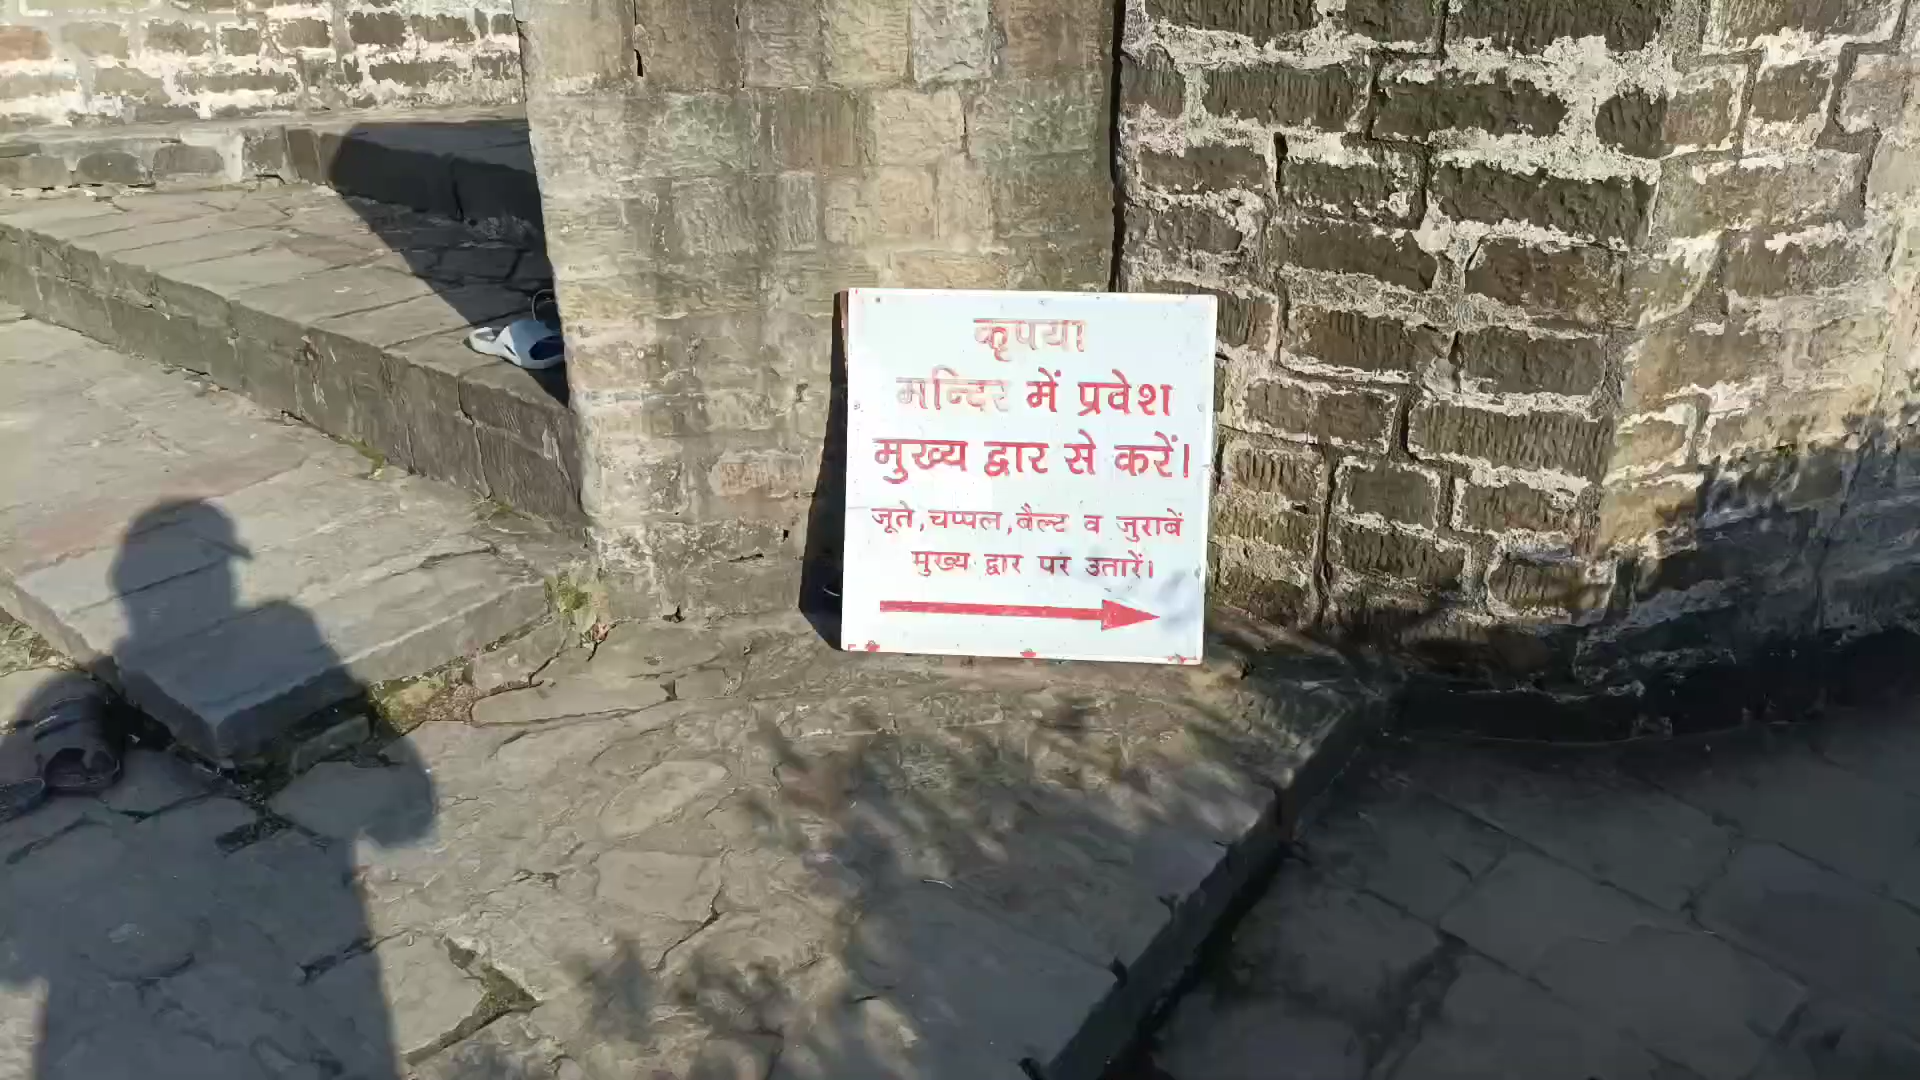 कृपया
मन्दिर में प्रवेश
मुख्य द्वार से करें।
जूते,चप्पल,बैल्ट व जुराबें
मुख्य द्वार पर उतारें।